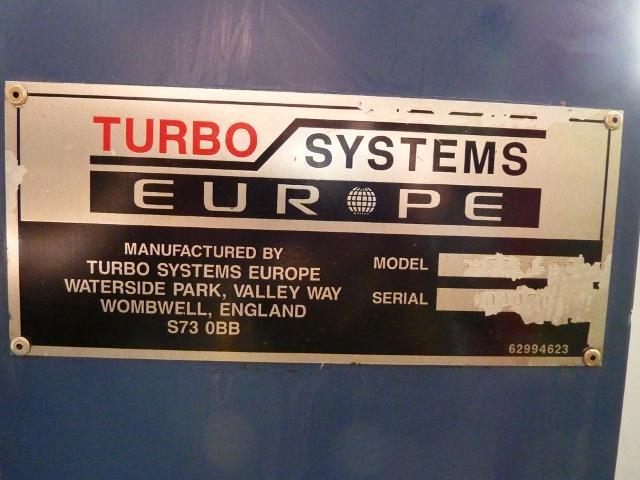 TURBO SYSTEMS
EUROPE
MANUFACTURED BY
TURBO SYSTEMS EUROPE
WATERSIDE PARK, VALLEY WAY
WOMBWELL, ENGLAND
S73 0BB
MODEL
SERIAL
62994623